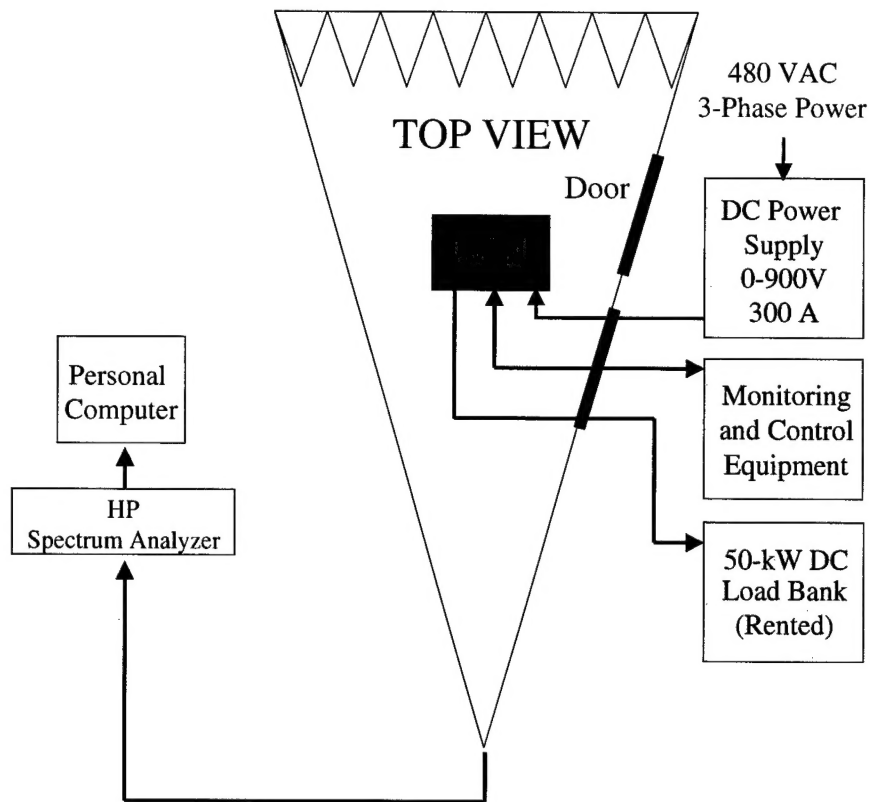 480 VAC
3-Phase Power
TOP VIEW
Door
DC Power
Supply
0-900V
300 A
Personal
Computer
Monitoring
and Control
Equipment
HP
Spectrum Analyzer
50-kW DC
Load Bank
(Rented)